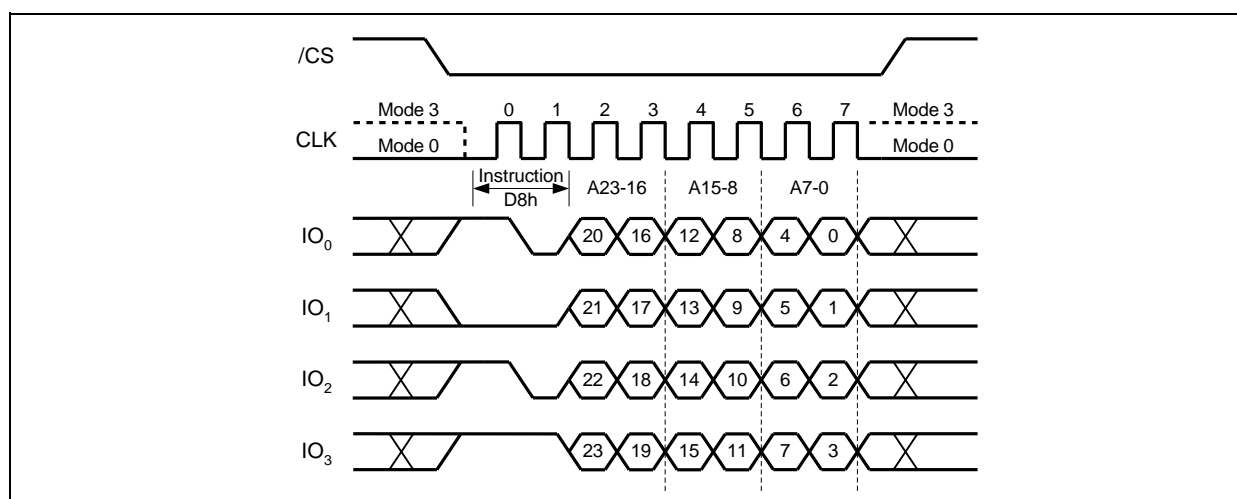 /CS
Mode 3 0 1 2 3 4 5 6 7 Mode 3
CLK
Mode 0 Mode 0
Instruction
D8h A23-16 A15-8 A7-0
IO0 20 16 12 8 4 0
IO1 21 17 13 9 5 1
IO2 22 18 14 10 6 2
IO3 23 19 15 11 7 3